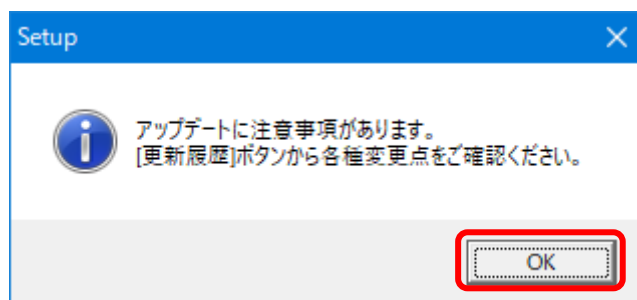 Setup
アップデートに注意事項があります。
[更新履歴]ボタンから各種変更点をご確認ください。
OK